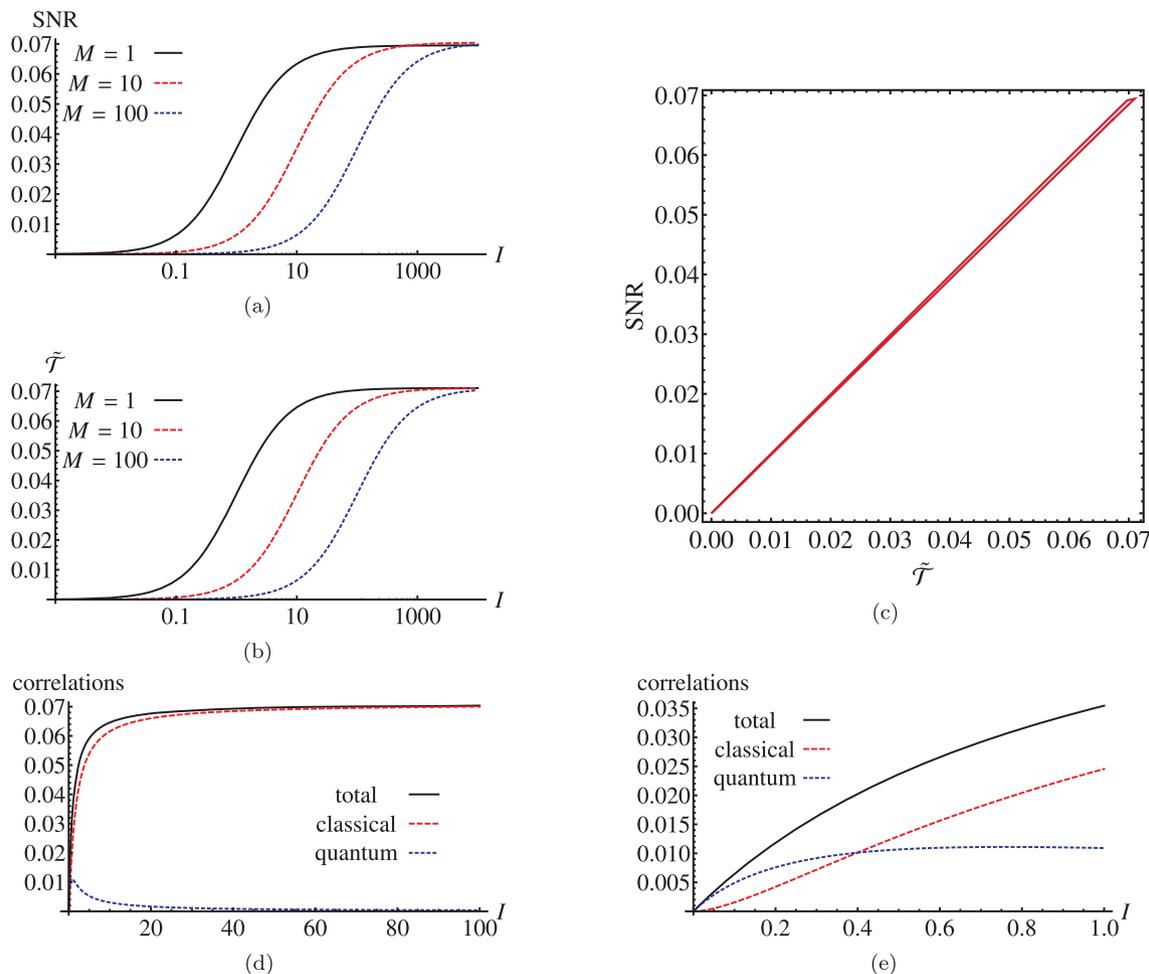 SNR
0.07
0.06
0.05
0.04
0.03
0.02
0.01
M = 1
M = 10
M = 100
0.1 10 1000
I
(a)
𝒯̃
0.07
0.06
0.05
0.04
0.03
0.02
0.01
M = 1
M = 10
M = 100
0.1 10 1000
I
(b)
SNR
0.07
0.06
0.05
0.04
0.03
0.02
0.01
0.00
0.00 0.01 0.02 0.03 0.04 0.05 0.06 0.07
𝒯̃
(c)
correlations
0.07
0.06
0.05
0.04
0.03
0.02
0.01
total
classical
quantum
20 40 60 80 100
I
(d)
correlations
0.035
0.030
0.025
0.020
0.015
0.010
0.005
total
classical
quantum
0.2 0.4 0.6 0.8 1.0
I
(e)